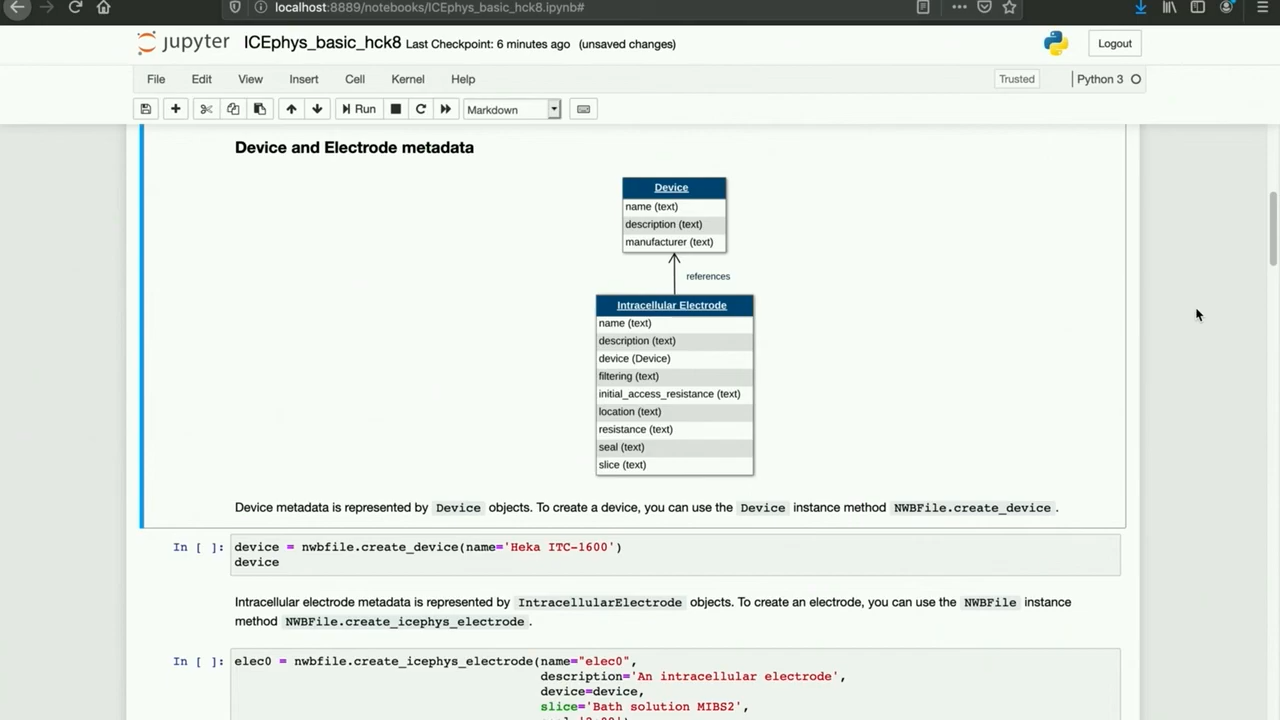 localhost:8889/notebooks/ICEphys_basic_hck8.ipynb#
jupyter ICEphys_basic_hck8 Last Checkpoint: 6 minutes ago (unsaved changes)
Logout
File Edit View Insert Cell Kernel Help
Trusted Python 3
Run Markdown
Device and Electrode metadata
Device
name (text)
description (text)
manufacturer (text)
references
Intracellular Electrode
name (text)
description (text)
device (Device)
filtering (text)
initial_access_resistance (text)
location (text)
resistance (text)
seal (text)
slice (text)
Device metadata is represented by Device objects. To create a device, you can use the Device instance method NWBFile.create_device.
In [ ]: device = nwbfile.create_device(name='Heka ITC-1600')
device
Intracellular electrode metadata is represented by IntracellularElectrode objects. To create an electrode, you can use the NWBFile instance
method NWBFile.create_icephys_electrode.
In [ ]: elec0 = nwbfile.create_icephys_electrode(name="elec0",
description='An intracellular electrode',
device=device,
slice='Bath solution MIBS2',